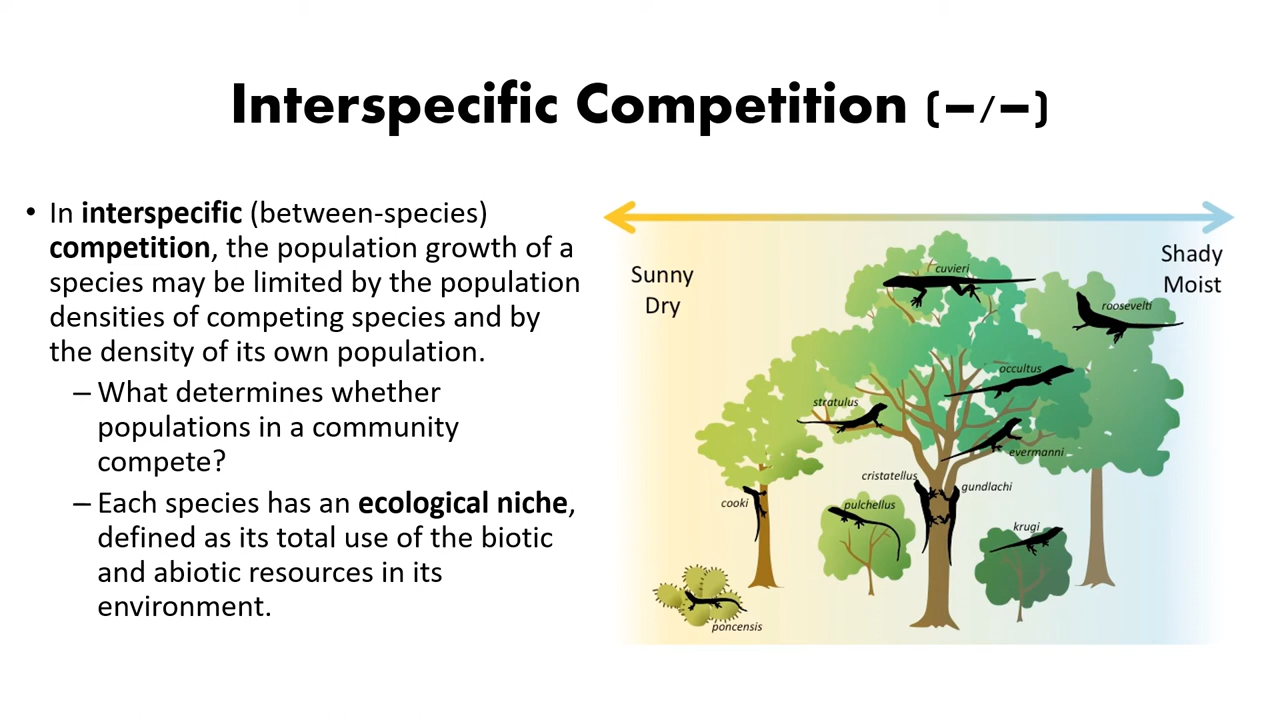 Interspecific Competition (–/–)
• In interspecific (between-species)
competition, the population growth of a
species may be limited by the population
densities of competing species and by
the density of its own population.
– What determines whether
populations in a community
compete?
– Each species has an ecological niche,
defined as its total use of the biotic
and abiotic resources in its
environment.
Sunny
Dry
Shady
Moist
cuvieri
roosevelti
occultus
stratulus
evermanni
cristatellus
gundlachi
cooki
pulchellus
krugi
poncensis